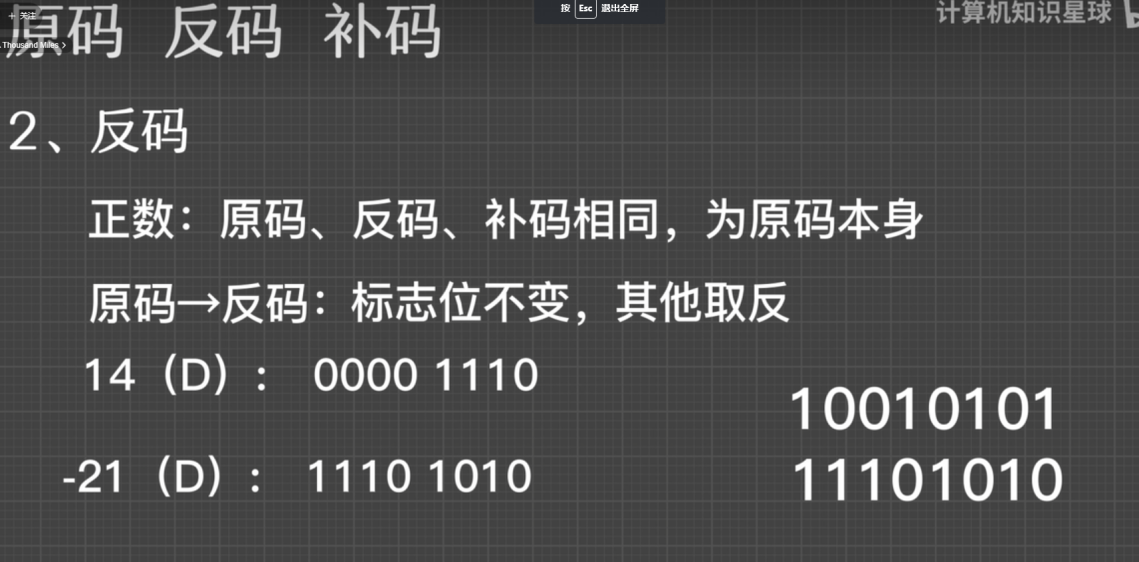 + 关注
按 Esc 退出全屏
计算机知识星球
原码 反码 补码
Thousand Miles >
2、反码
正数：原码、反码、补码相同，为原码本身
原码→反码：标志位不变，其他取反
14（D）： 0000 1110
10010101
-21（D）： 1110 1010
11101010